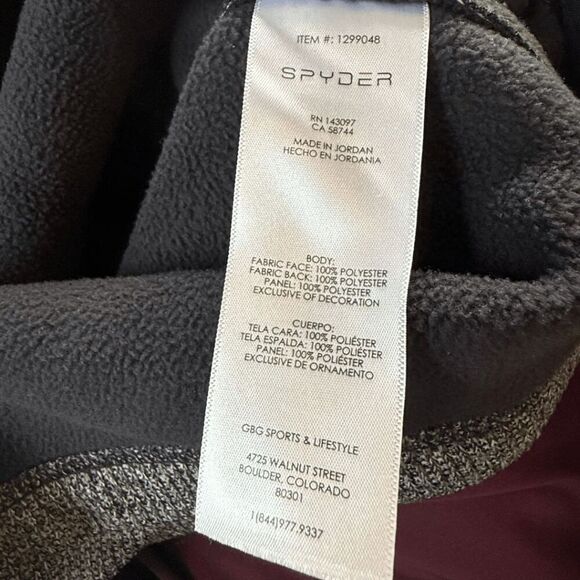 ITEM #: 1299048
SPYDER
RN 143097
CA 58744
MADE IN JORDAN
HECHO EN JORDANIA
BODY:
FABRIC FACE: 100% POLYESTER
FABRIC BACK: 100% POLYESTER
PANEL: 100% POLYESTER
EXCLUSIVE OF DECORATION
CUERPO:
TELA CARA: 100% POLIÉSTER
TELA ESPALDA: 100% POLIÉSTER
PANEL: 100% POLIÉSTER
EXCLUSIVE DE ORNAMENTO
GBG SPORTS & LIFESTYLE
4725 WALNUT STREET
BOULDER, COLORADO
80301
1(844)977.9337